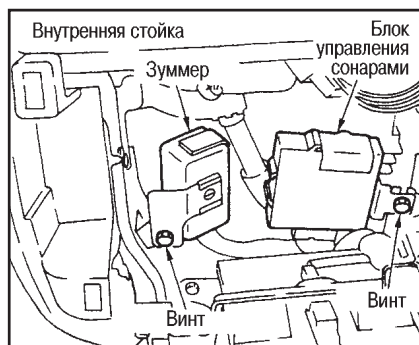 Внутренняя стойка
Зуммер
Блок
управления
сонарами
Винт
Винт